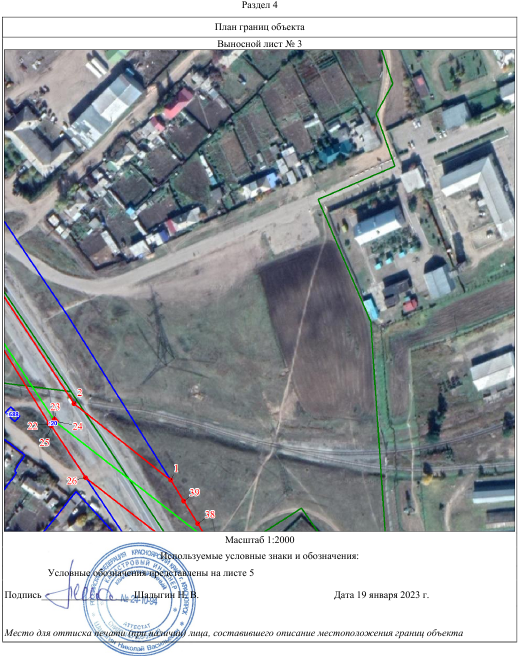 Раздел 4
План границ объекта
Выносной лист № 3
2
23
22
24
25
26
1
39
38
Масштаб 1:2000
Используемые условные знаки и обозначения:
Условные обозначения представлены на листе 5
Подпись Шалыгин Н. В. Дата 19 января 2023 г.
Место для оттиска печати (при наличии) лица, составившего описание местоположения границ объекта